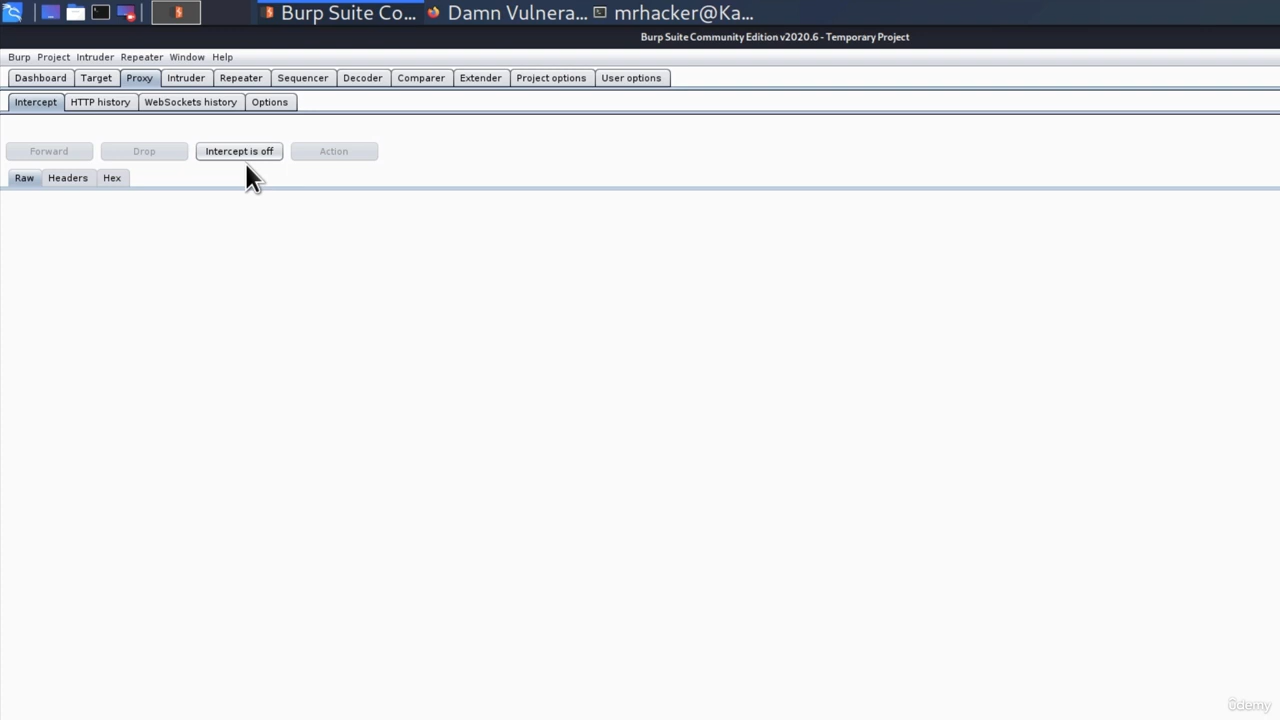 Burp Suite Co... Damn Vulnera... mrhacker@Ka...
Burp Suite Community Edition v2020.6 - Temporary Project
Burp Project Intruder Repeater Window Help
Dashboard Target Proxy Intruder Repeater Sequencer Decoder Comparer Extender Project options User options
Intercept HTTP history WebSockets history Options
Forward Drop Intercept is off Action
Raw Headers Hex
ûdemy